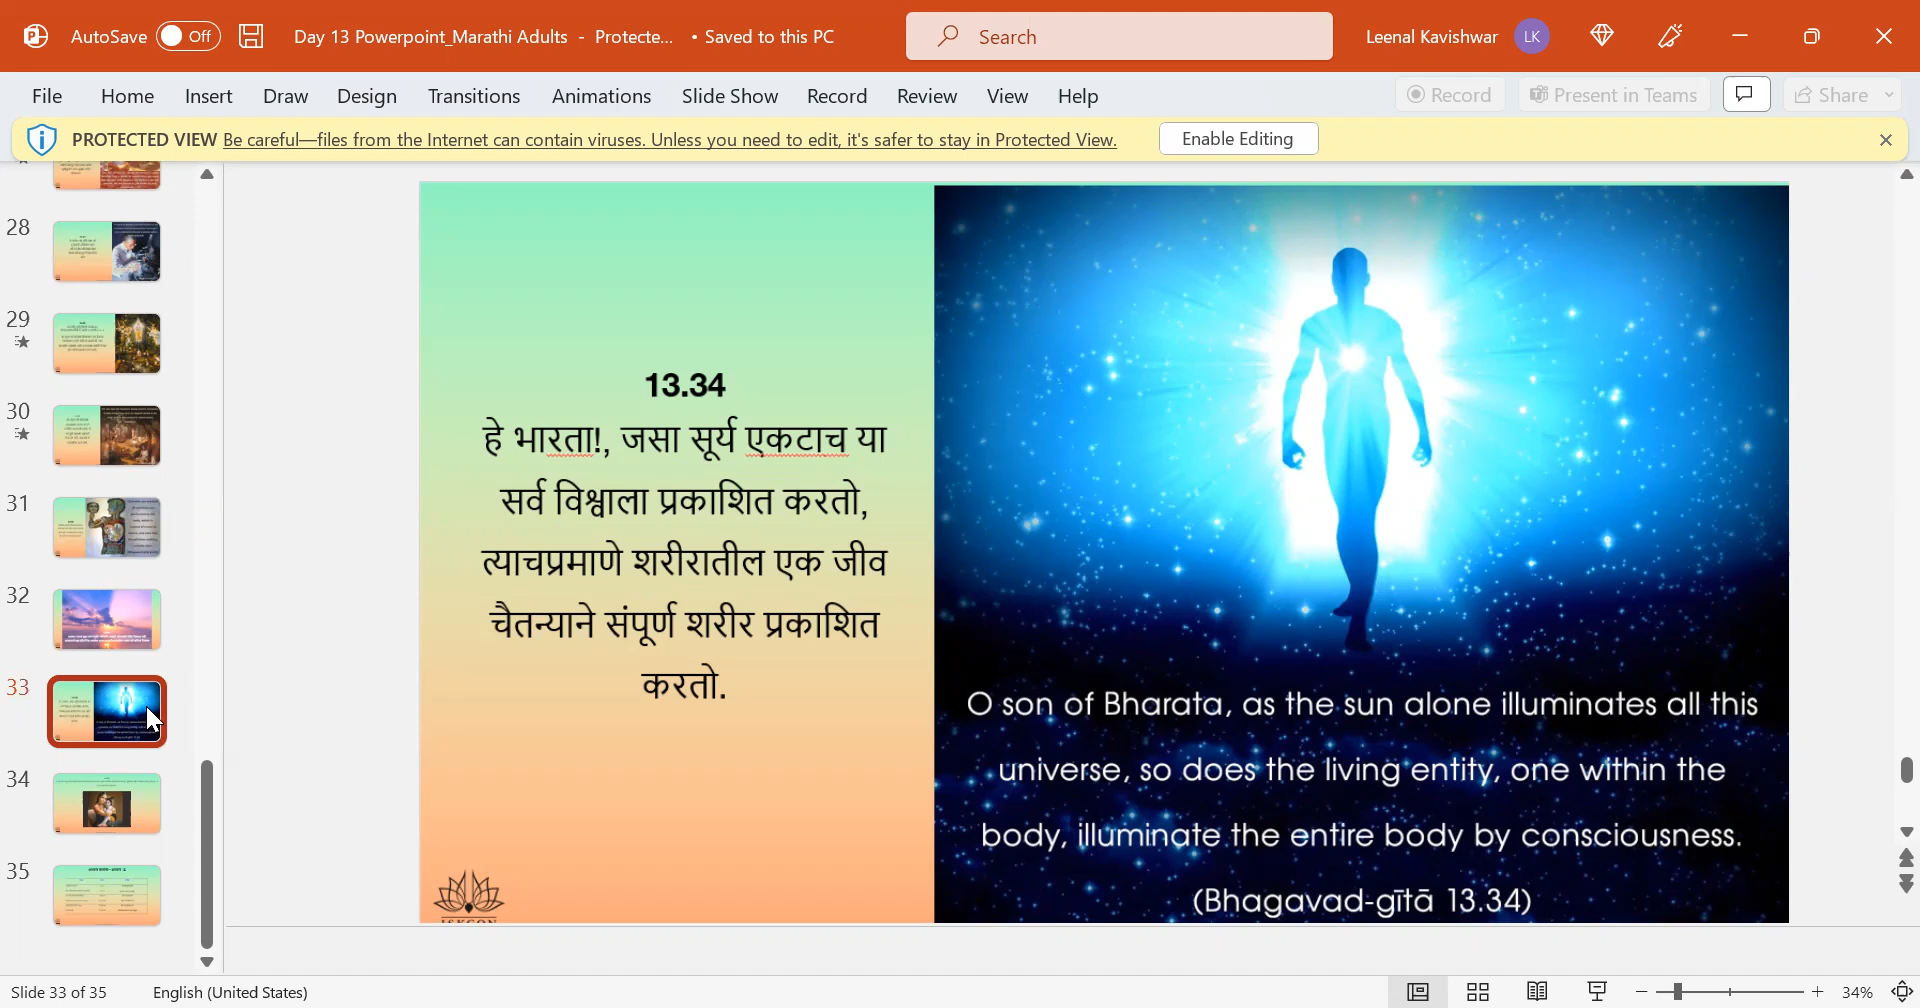 AutoSave Off Day 13 Powerpoint_Marathi Adults - Protecte... • Saved to this PC Search Leenal Kavishwar LK
File Home Insert Draw Design Transitions Animations Slide Show Record Review View Help Record Present in Teams Share
PROTECTED VIEW Be careful—files from the Internet can contain viruses. Unless you need to edit, it's safer to stay in Protected View. Enable Editing
28
29
30
31
32
33
34
35
13.34
हे भारता!, जसा सूर्य एकटाच या
सर्व विश्वाला प्रकाशित करतो,
त्याचप्रमाणे शरीरातील एक जीव
चैतन्याने संपूर्ण शरीर प्रकाशित
करतो.
ISKCON
O son of Bharata, as the sun alone illuminates all this
universe, so does the living entity, one within the
body, illuminate the entire body by consciousness.
(Bhagavad-gītā 13.34)
Slide 33 of 35 English (United States) 34%